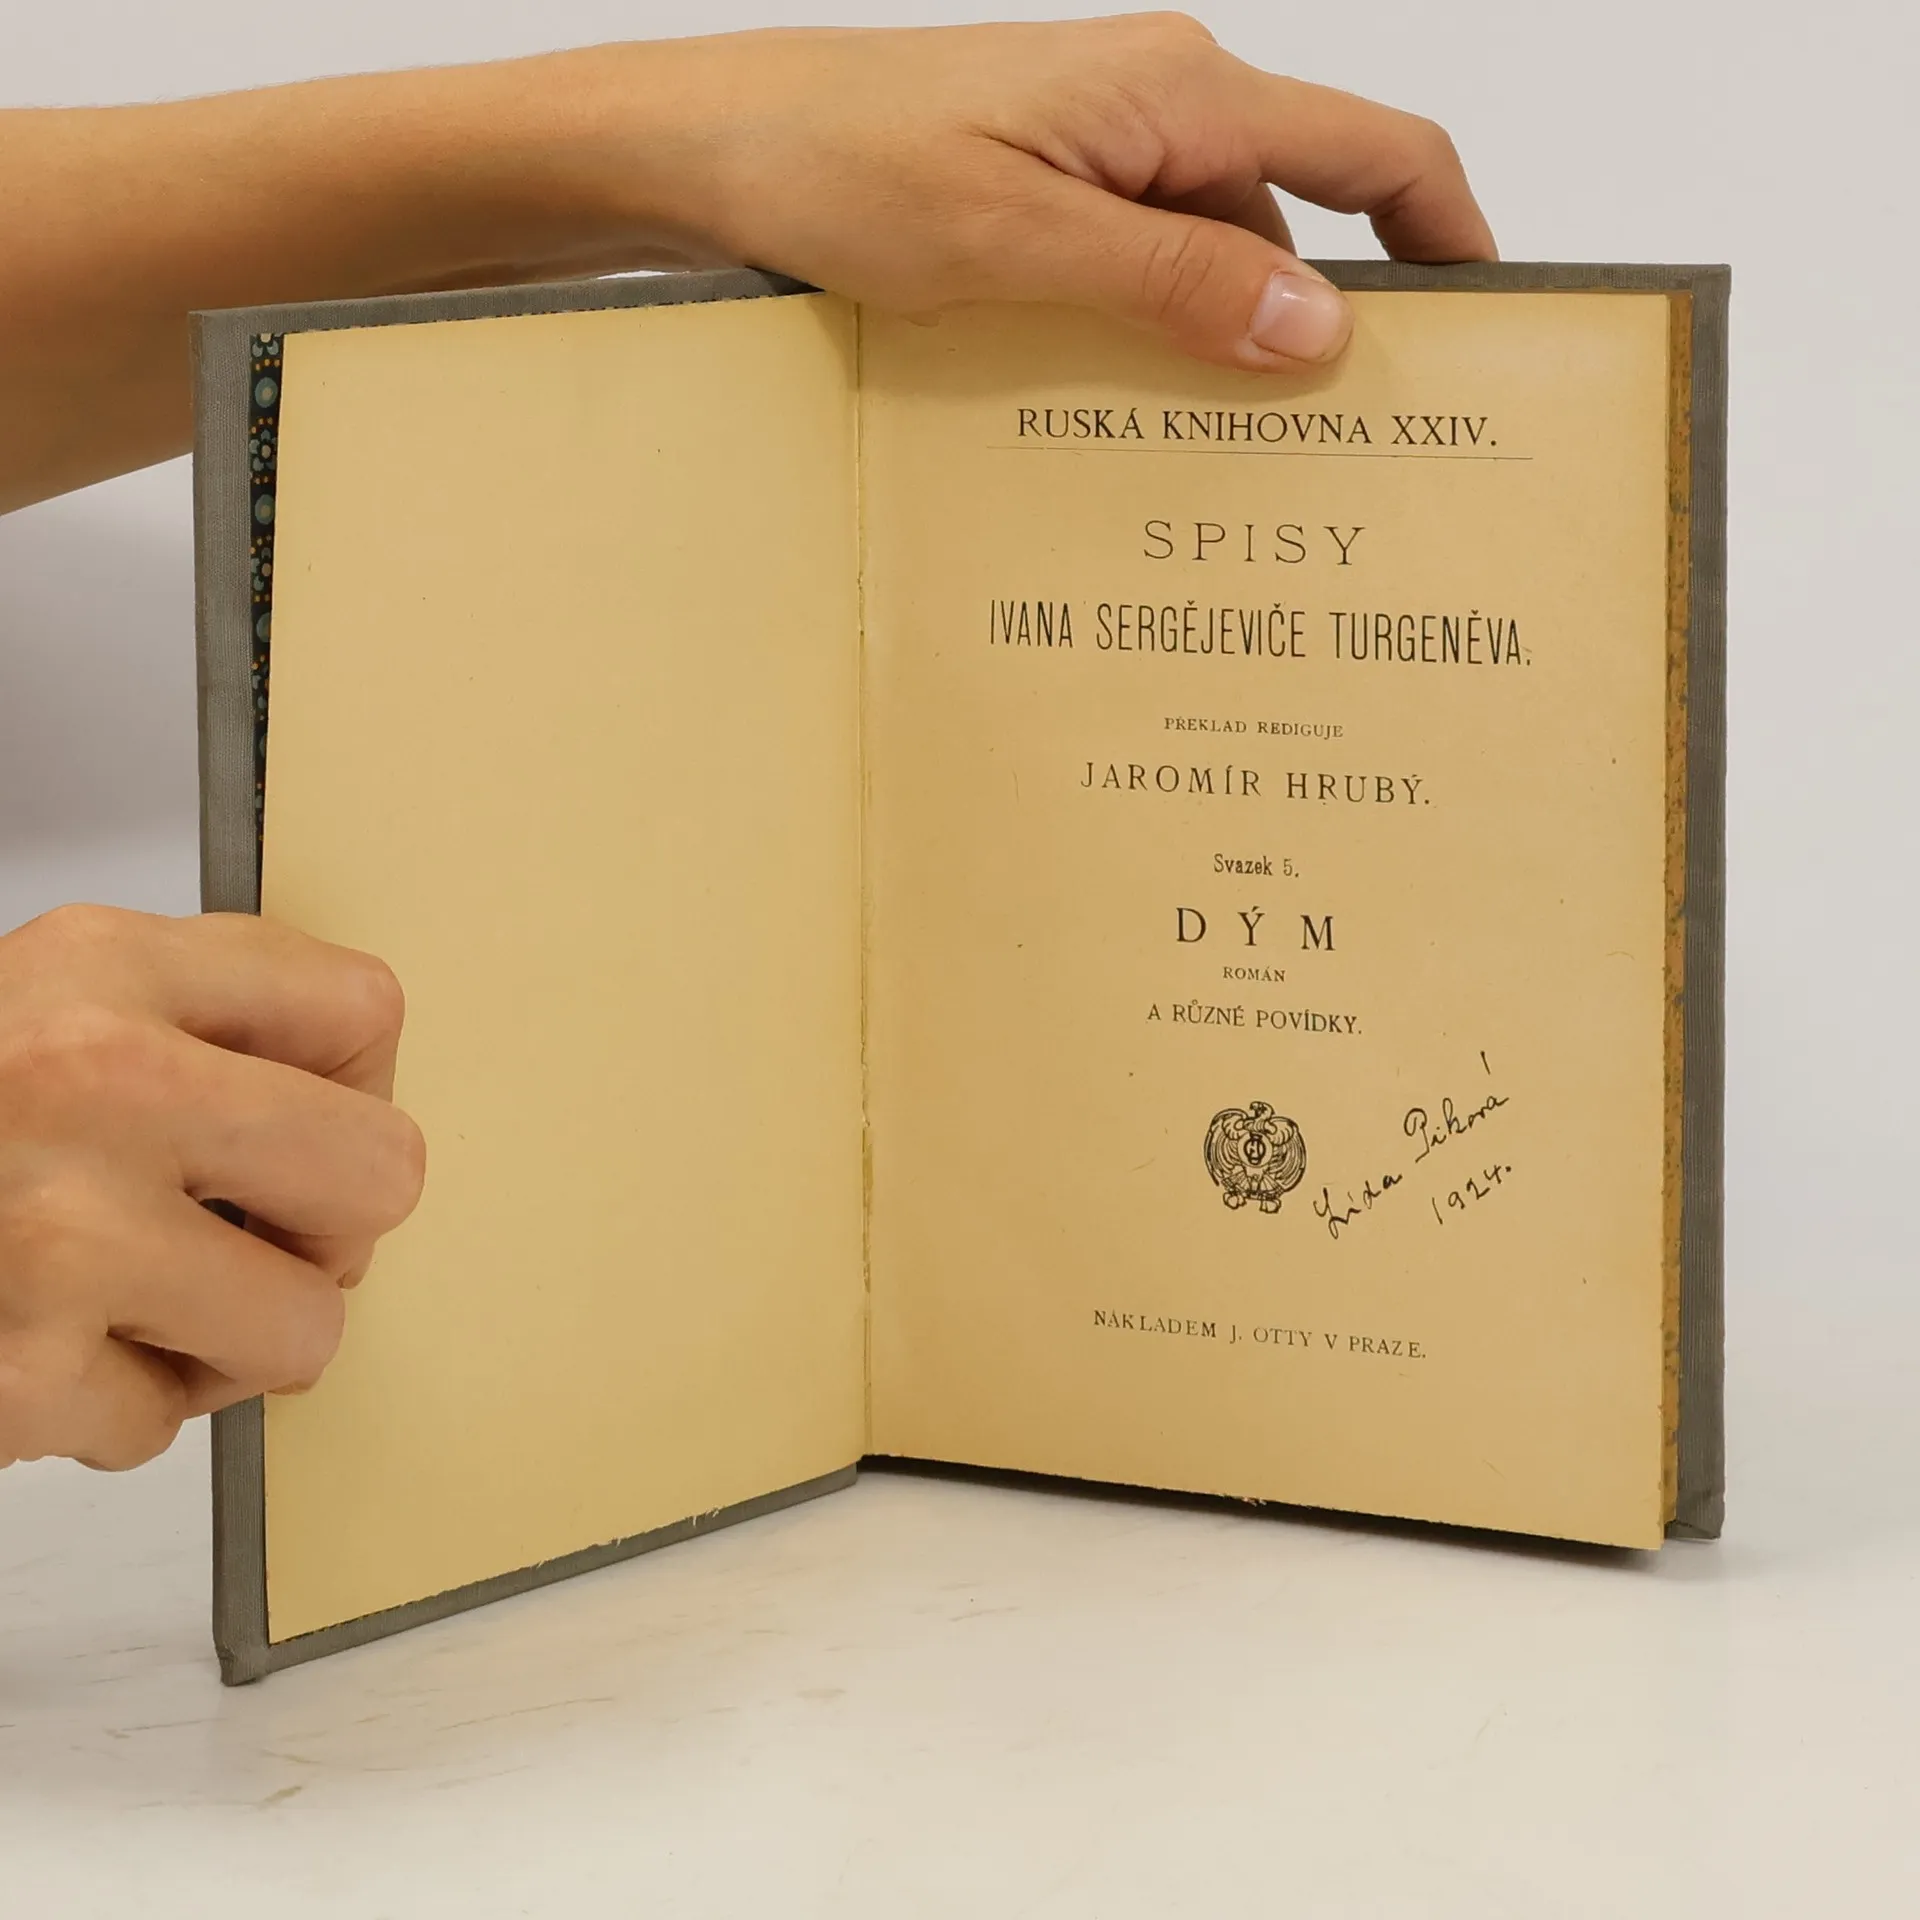 RUSKÁ KNIHOVNA XXIV.
SPISY
IVANA SERGĚJEVIČE TURGENĚVA.
PŘEKLAD REDIGUJE
JAROMÍR HRUBÝ.
Svazek 5.
DÝM
ROMÁN
A RŮZNÉ POVÍDKY.
Lída Piková
1924.
NÁKLADEM J. OTTY V PRAZE.